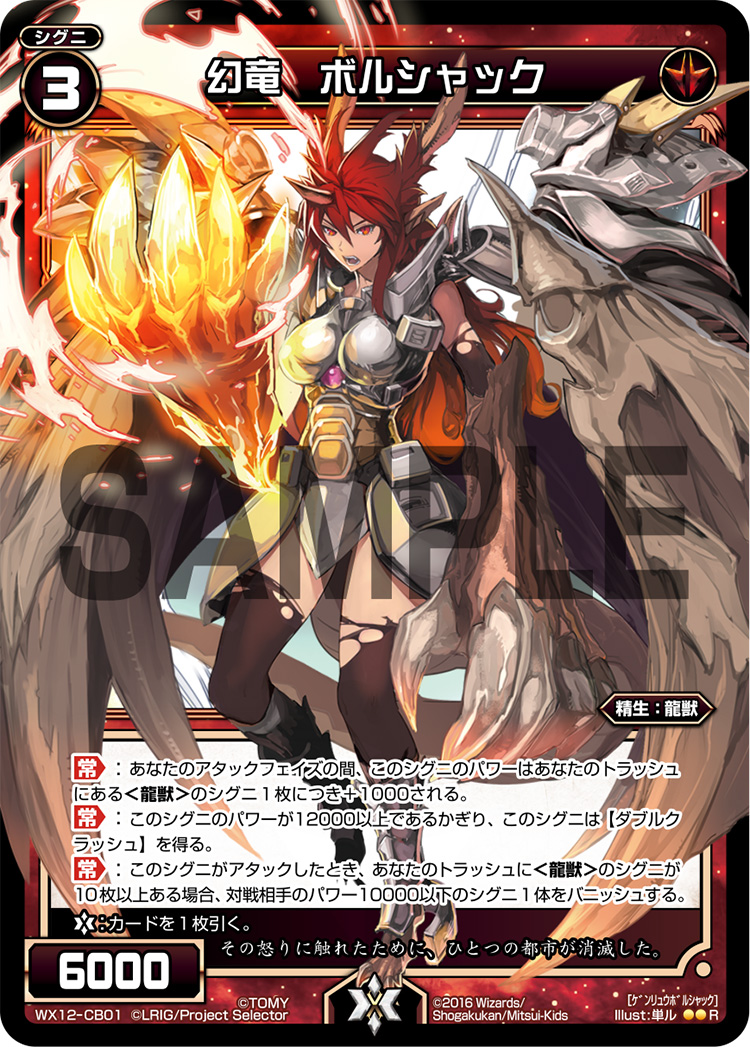 シグニ
3
幻竜 ボルシャック
SAMPLE
精生：龍獣
常：あなたのアタックフェイズの間、このシグニのパワーはあなたのトラッシュ
にある<龍獣>のシグニ１枚につき＋1000される。
常：このシグニのパワーが12000以上であるかぎり、このシグニは【ダブルク
ラッシュ】を得る。
常：このシグニがアタックしたとき、あなたのトラッシュに<龍獣>のシグニが
10枚以上ある場合、対戦相手のパワー10000以下のシグニ１体をバニッシュする。
：カードを１枚引く。
その怒りに触れたために、ひとつの都市が消滅した。
6000
WX12-CB01 ©LRIG/Project Selector
©TOMY
©2016 Wizards/
Shogakukan/Mitsui-Kids
[ｹﾞﾝﾘｭｳﾎﾞﾙｼｬｯｸ]
Illust:単ル R